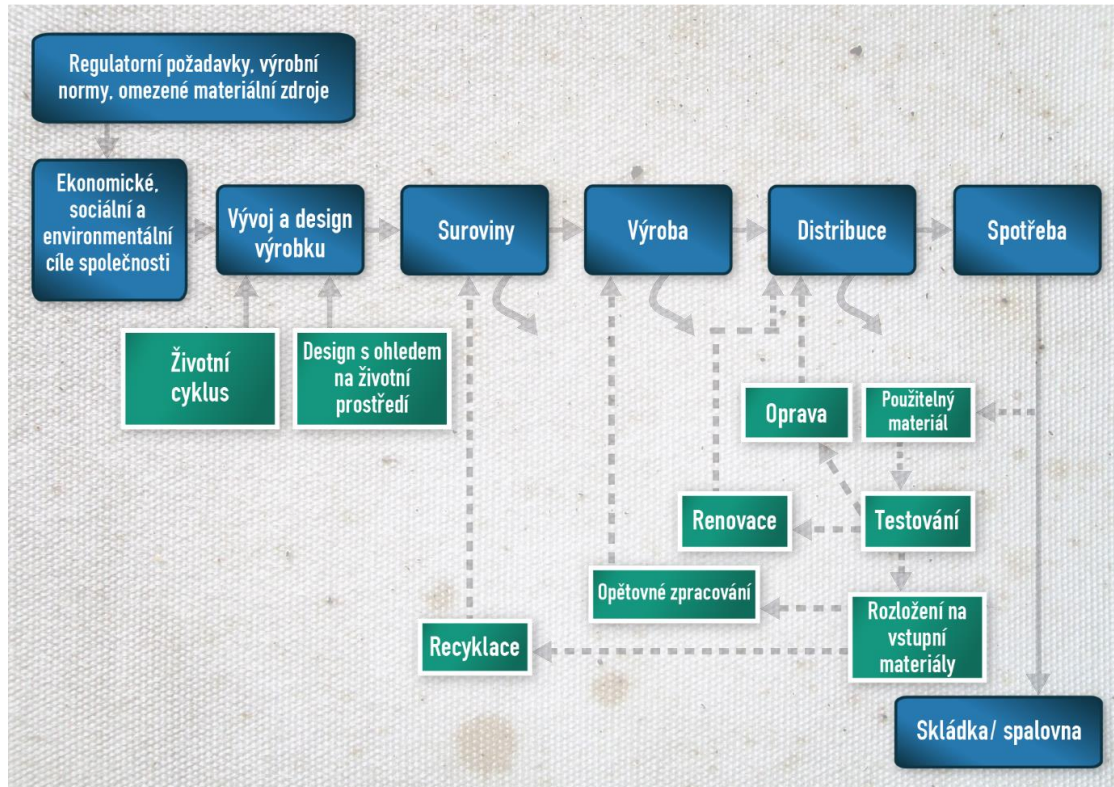 Regulatorní požadavky, výrobní
normy, omezené materiální zdroje
Ekonomické,
sociální a
environmentální
cíle společnosti
Vývoj a design
výrobku
Suroviny
Výroba
Distribuce
Spotřeba
Životní
cyklus
Design s ohledem
na životní
prostředí
Oprava
Použitelný
materiál
Renovace
Testování
Opětovné zpracování
Rozložení na
vstupní
materiály
Recyklace
Skládka/ spalovna